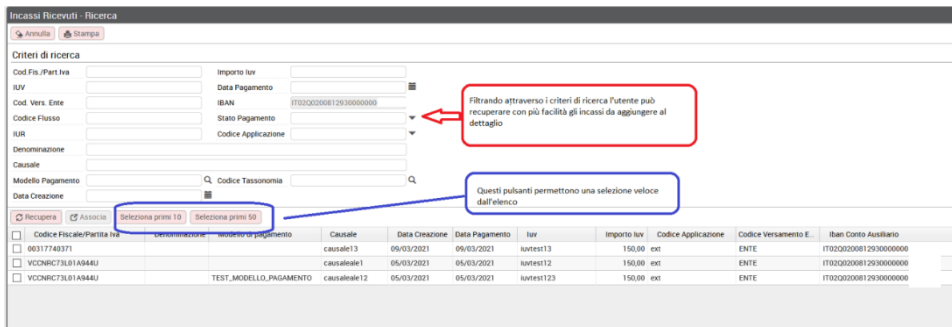 Incassi Ricevuti - Ricerca
Annulla Stampa
Criteri di ricerca
Cod.Fis./Part.Iva Importo Iuv
IUV Data Pagamento
Cod. Vers. Ente IBAN IT02Q0200812930000000
Codice Flusso Stato Pagamento
IUR Codice Applicazione
Denominazione
Causale
Modello Pagamento Codice Tassonomia
Data Creazione
Filtrando attraverso i criteri di ricerca l'utente può
recuperare con più facilità gli incassi da aggiungere al
dettaglio
Questi pulsanti permettono una selezione veloce
dall'elenco
Recupera Associa Seleziona primi 10 Seleziona primi 50
Codice Fiscale/Partita Iva Denominazione Modello di pagamento Causale Data Creazione Data Pagamento Iuv Importo Iuv Codice Applicazione Codice Versamento E.. Iban Conto Ausiliario
00317740371 causale13 09/03/2021 09/03/2021 iuvtest13 150,00 ext ENTE IT02Q0200812930000000
VCCNRC73L01A944U causaleale1 05/03/2021 05/03/2021 iuvtest12 150,00 ext ENTE IT02Q0200812930000000
VCCNRC73L01A944U TEST_MODELLO_PAGAMENTO causaleale12 05/03/2021 05/03/2021 iuvtest123 150,00 ext ENTE IT02Q0200812930000000